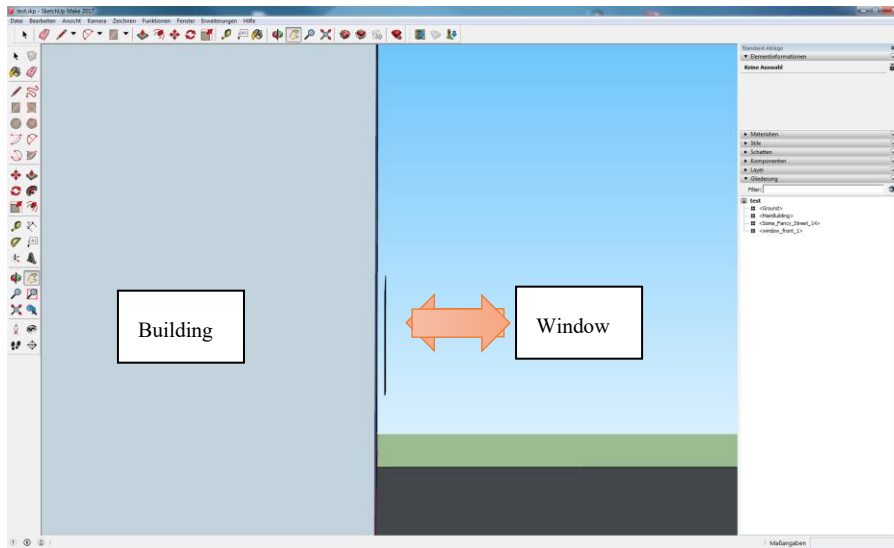 test.skp - SketchUp Make 2017
Datei Bearbeiten Ansicht Kamera Zeichnen Funktionen Fenster Erweiterungen Hilfe
Standard-Ablage
Elementinformationen
Keine Auswahl
Materialien
Stile
Schatten
Komponenten
Layer
Gliederung
Filter:
test
<Ground>
<MainBuilding>
<Some_Fancy_Street_14>
<window_front_1>
Building
Window
Maßangaben